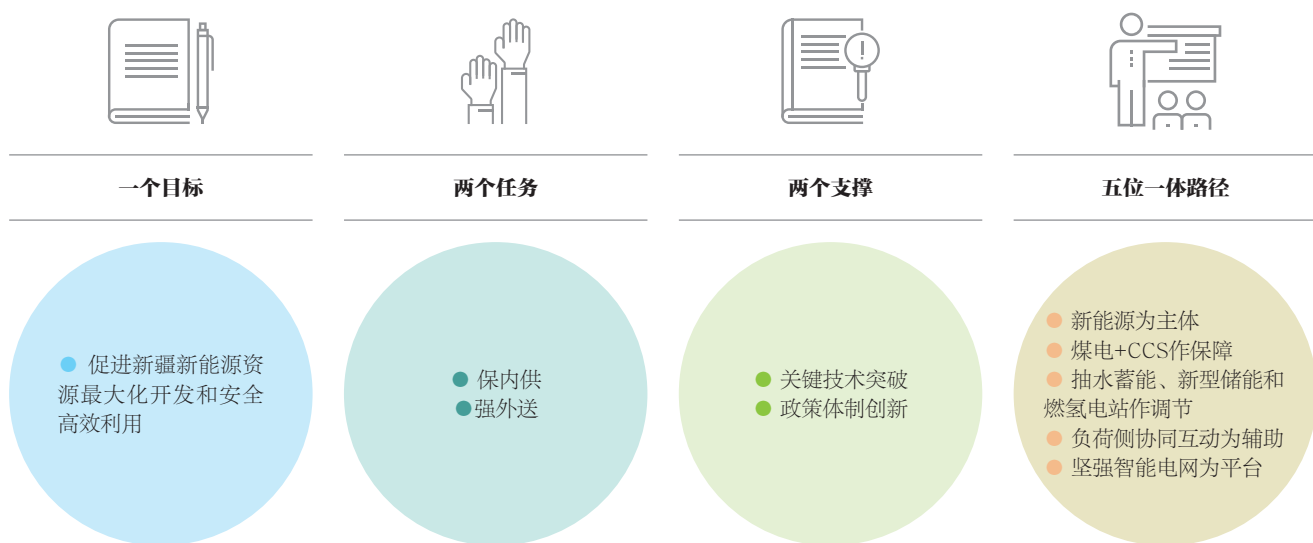 一个目标
● 促进新疆新能源资
源最大化开发和安全
高效利用
两个任务
● 保内供
●强外送
两个支撑
● 关键技术突破
● 政策体制创新
五位一体路径
● 新能源为主体
● 煤电+CCS作保障
● 抽水蓄能、新型储能和
燃氢电站作调节
● 负荷侧协同互动为辅助
● 坚强智能电网为平台